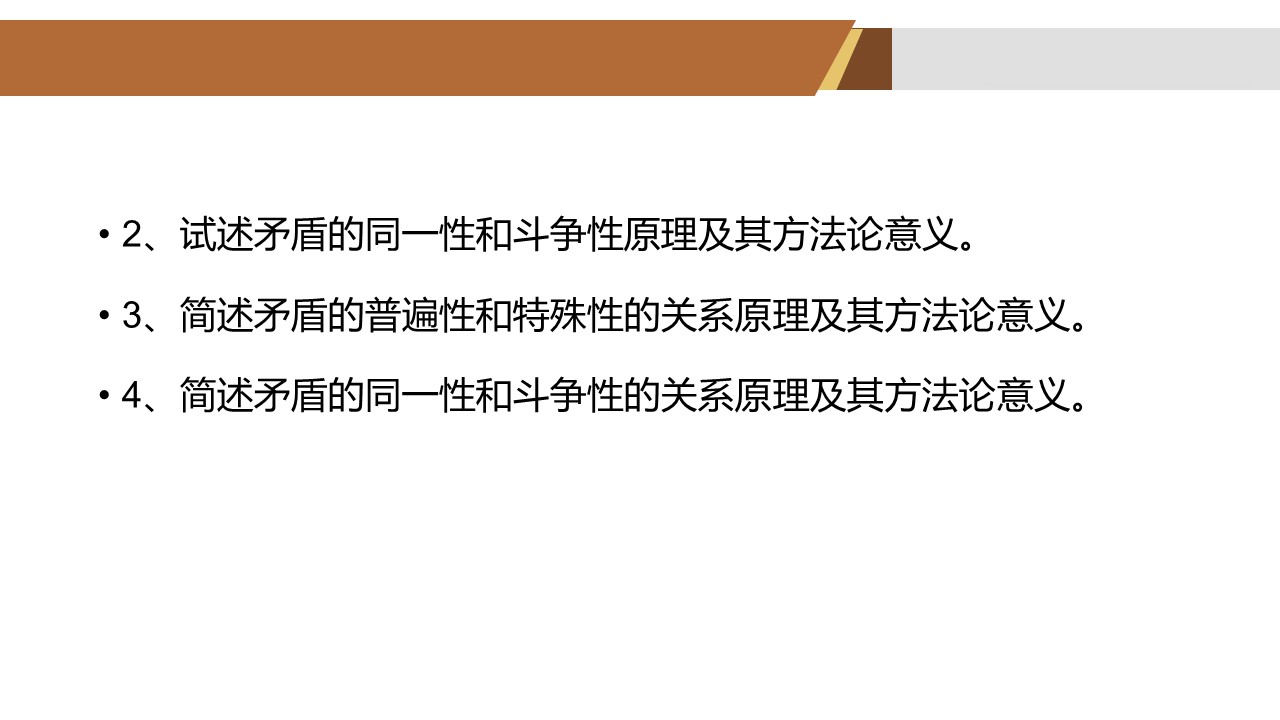 • 2、试述矛盾的同一性和斗争性原理及其方法论意义。
• 3、简述矛盾的普遍性和特殊性的关系原理及其方法论意义。
• 4、简述矛盾的同一性和斗争性的关系原理及其方法论意义。